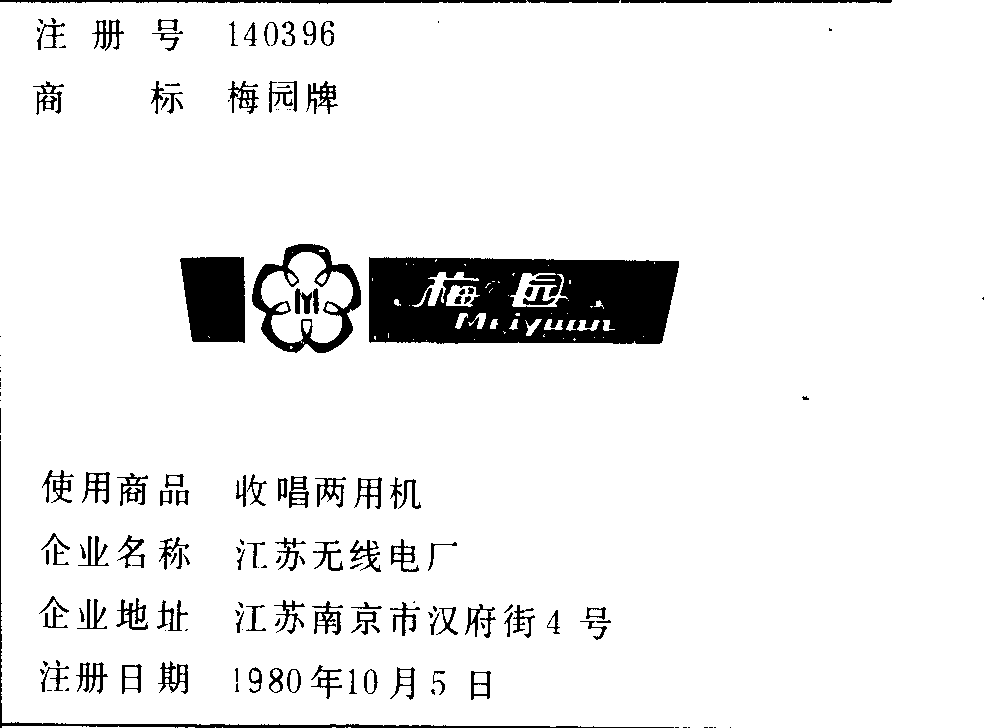 注册号 140396
商标 梅园牌
梅园
Meiyuan
使用商品 收唱两用机
企业名称 江苏无线电厂
企业地址 江苏南京市汉府街4号
注册日期 1980年10月5日